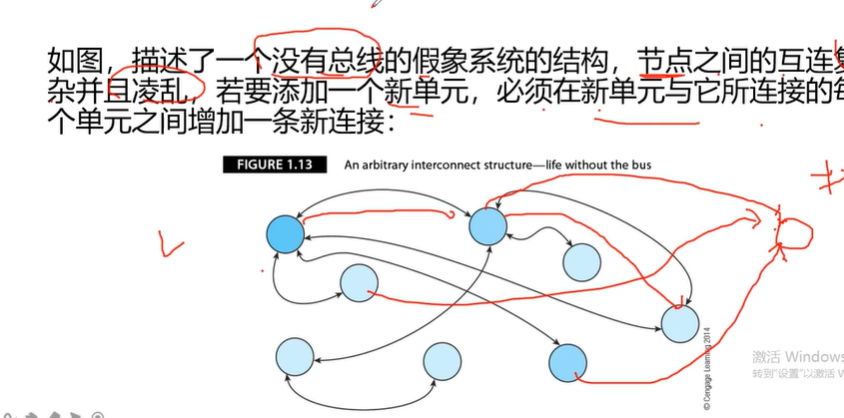 如图，描述了一个没有总线的假象系统的结构，节点之间的互连复
杂并且凌乱，若要添加一个新单元，必须在新单元与它所连接的每
个单元之间增加一条新连接：
FIGURE 1.13 An arbitrary interconnect structure—life without the bus
© Cengage Learning 2014
激活 Windows
转到"设置"以激活 W